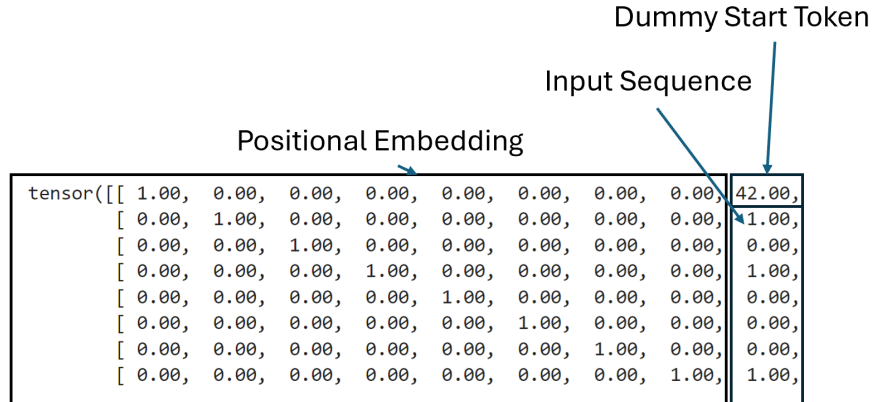 Dummy Start Token
Input Sequence
Positional Embedding
tensor([[ 1.00, 0.00, 0.00, 0.00, 0.00, 0.00, 0.00, 0.00, 42.00,
[ 0.00, 1.00, 0.00, 0.00, 0.00, 0.00, 0.00, 0.00, 1.00,
[ 0.00, 0.00, 1.00, 0.00, 0.00, 0.00, 0.00, 0.00, 0.00,
[ 0.00, 0.00, 0.00, 1.00, 0.00, 0.00, 0.00, 0.00, 1.00,
[ 0.00, 0.00, 0.00, 0.00, 1.00, 0.00, 0.00, 0.00, 0.00,
[ 0.00, 0.00, 0.00, 0.00, 0.00, 1.00, 0.00, 0.00, 0.00,
[ 0.00, 0.00, 0.00, 0.00, 0.00, 0.00, 1.00, 0.00, 0.00,
[ 0.00, 0.00, 0.00, 0.00, 0.00, 0.00, 0.00, 1.00, 1.00,